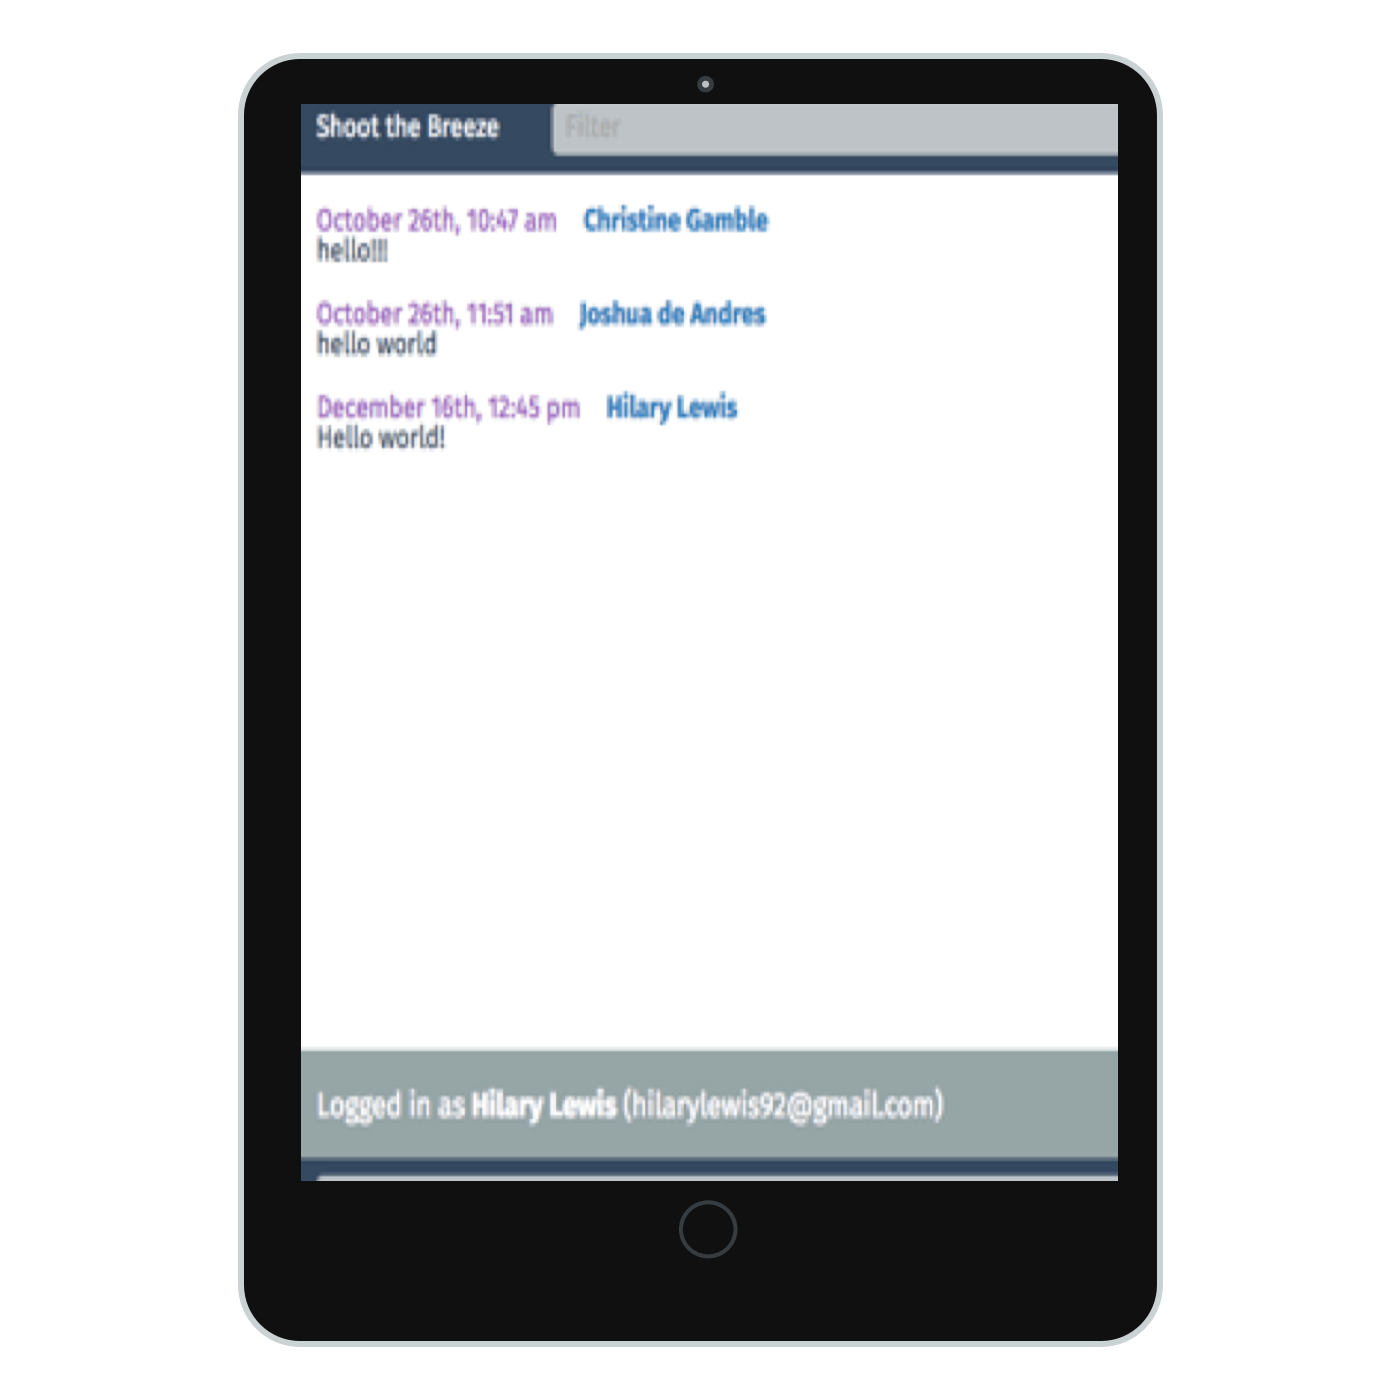 Shoot the Breeze Filter
October 26th, 10:47 am Christine Gamble
hello!!!
October 26th, 11:51 am Joshua de Andres
hello world
December 16th, 12:45 pm Hilary Lewis
Hello world!
Logged in as Hilary Lewis (hilarylewis92@gmail.com)